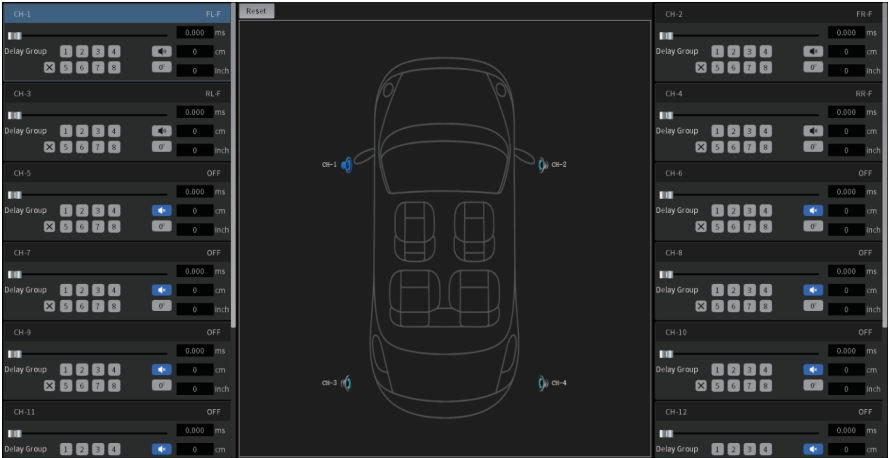 CH-1 FL-F
0.000 ms
Delay Group 1 2 3 4 0 cm
5 6 7 8 0° 0 inch
CH-3 RL-F
0.000 ms
Delay Group 1 2 3 4 0 cm
5 6 7 8 0° 0 inch
CH-5 OFF
0.000 ms
Delay Group 1 2 3 4 0 cm
5 6 7 8 0° 0 inch
CH-7 OFF
0.000 ms
Delay Group 1 2 3 4 0 cm
5 6 7 8 0° 0 inch
CH-9 OFF
0.000 ms
Delay Group 1 2 3 4 0 cm
5 6 7 8 0° 0 inch
CH-11 OFF
0.000 ms
Delay Group 1 2 3 4 0 cm
Reset
CH-1 CH-2
CH-3 CH-4
CH-2 FR-F
0.000 ms
Delay Group 1 2 3 4 0 cm
5 6 7 8 0° 0 inch
CH-4 RR-F
0.000 ms
Delay Group 1 2 3 4 0 cm
5 6 7 8 0° 0 inch
CH-6 OFF
0.000 ms
Delay Group 1 2 3 4 0 cm
5 6 7 8 0° 0 inch
CH-8 OFF
0.000 ms
Delay Group 1 2 3 4 0 cm
5 6 7 8 0° 0 inch
CH-10 OFF
0.000 ms
Delay Group 1 2 3 4 0 cm
5 6 7 8 0° 0 inch
CH-12 OFF
0.000 ms
Delay Group 1 2 3 4 0 cm